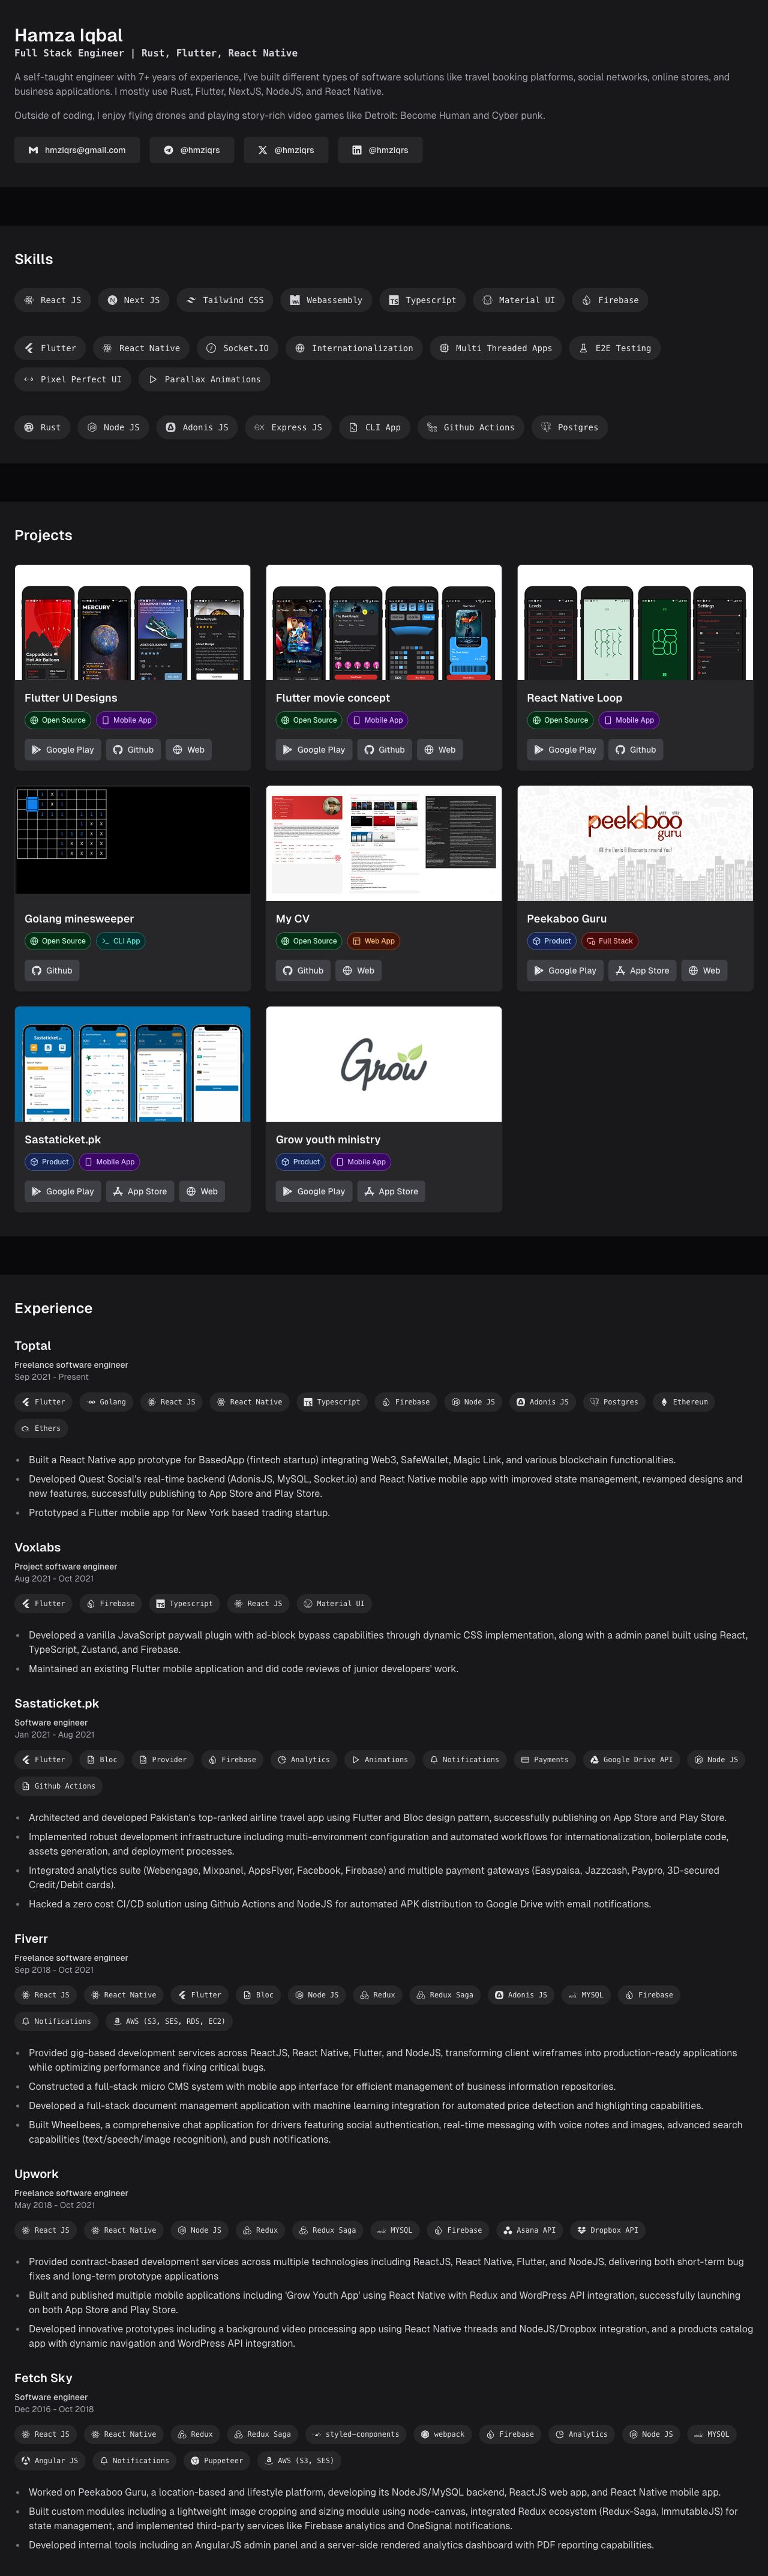 Hamza Iqbal
Full Stack Engineer | Rust, Flutter, React Native
A self-taught engineer with 7+ years of experience, I've built different types of software solutions like travel booking platforms, social networks, online stores, and
business applications. I mostly use Rust, Flutter, NextJS, NodeJS, and React Native.
Outside of coding, I enjoy flying drones and playing story-rich video games like Detroit: Become Human and Cyber punk.
hmziqrs@gmail.com @hmziqrs @hmziqrs @hmziqrs
Skills
React JS Next JS Tailwind CSS Webassembly Typescript Material UI Firebase
Flutter React Native Socket.IO Internationalization Multi Threaded Apps E2E Testing
Pixel Perfect UI Parallax Animations
Rust Node JS Adonis JS Express JS CLI App Github Actions Postgres
Projects
MERCURY
Cappadocia
Hot Air Balloon
Description
Levels
Settings
Flutter UI Designs
Open Source Mobile App
Google Play Github Web
Flutter movie concept
Open Source Mobile App
Google Play Github Web
React Native Loop
Open Source Mobile App
Google Play Github
Golang minesweeper
Open Source CLI App
Github
My CV
Open Source Web App
Github Web
peekaboo
guru
All the Deals & Discounts around You!
Peekaboo Guru
Product Full Stack
Google Play App Store Web
Sastaticket.pk
Sastaticket.pk
Product Mobile App
Google Play App Store Web
Grow
Grow youth ministry
Product Mobile App
Google Play App Store
Experience
Toptal
Freelance software engineer
Sep 2021 - Present
Flutter Golang React JS React Native Typescript Firebase Node JS Adonis JS Postgres Ethereum
Ethers
Built a React Native app prototype for BasedApp (fintech startup) integrating Web3, SafeWallet, Magic Link, and various blockchain functionalities.
Developed Quest Social's real-time backend (AdonisJS, MySQL, Socket.io) and React Native mobile app with improved state management, revamped designs and
new features, successfully publishing to App Store and Play Store.
Prototyped a Flutter mobile app for New York based trading startup.
Voxlabs
Project software engineer
Aug 2021 - Oct 2021
Flutter Firebase Typescript React JS Material UI
Developed a vanilla JavaScript paywall plugin with ad-block bypass capabilities through dynamic CSS implementation, along with a admin panel built using React,
TypeScript, Zustand, and Firebase.
Maintained an existing Flutter mobile application and did code reviews of junior developers' work.
Sastaticket.pk
Software engineer
Jan 2021 - Aug 2021
Flutter Bloc Provider Firebase Analytics Animations Notifications Payments Google Drive API Node JS
Github Actions
Architected and developed Pakistan's top-ranked airline travel app using Flutter and Bloc design pattern, successfully publishing on App Store and Play Store.
Implemented robust development infrastructure including multi-environment configuration and automated workflows for internationalization, boilerplate code,
assets generation, and deployment processes.
Integrated analytics suite (Webengage, Mixpanel, AppsFlyer, Facebook, Firebase) and multiple payment gateways (Easypaisa, Jazzcash, Paypro, 3D-secured
Credit/Debit cards).
Hacked a zero cost CI/CD solution using Github Actions and NodeJS for automated APK distribution to Google Drive with email notifications.
Fiverr
Freelance software engineer
Sep 2018 - Oct 2021
React JS React Native Flutter Bloc Node JS Redux Redux Saga Adonis JS MYSQL Firebase
Notifications AWS (S3, SES, RDS, EC2)
Provided gig-based development services across ReactJS, React Native, Flutter, and NodeJS, transforming client wireframes into production-ready applications
while optimizing performance and fixing critical bugs.
Constructed a full-stack micro CMS system with mobile app interface for efficient management of business information repositories.
Developed a full-stack document management application with machine learning integration for automated price detection and highlighting capabilities.
Built Wheelbees, a comprehensive chat application for drivers featuring social authentication, real-time messaging with voice notes and images, advanced search
capabilities (text/speech/image recognition), and push notifications.
Upwork
Freelance software engineer
May 2018 - Oct 2021
React JS React Native Node JS Redux Redux Saga MYSQL Firebase Asana API Dropbox API
Provided contract-based development services across multiple technologies including ReactJS, React Native, Flutter, and NodeJS, delivering both short-term bug
fixes and long-term prototype applications
Built and published multiple mobile applications including 'Grow Youth App' using React Native with Redux and WordPress API integration, successfully launching
on both App Store and Play Store.
Developed innovative prototypes including a background video processing app using React Native threads and NodeJS/Dropbox integration, and a products catalog
app with dynamic navigation and WordPress API integration.
Fetch Sky
Software engineer
Dec 2016 - Oct 2018
React JS React Native Redux Redux Saga styled-components webpack Firebase Analytics Node JS MYSQL
Angular JS Notifications Puppeteer AWS (S3, SES)
Worked on Peekaboo Guru, a location-based and lifestyle platform, developing its NodeJS/MySQL backend, ReactJS web app, and React Native mobile app.
Built custom modules including a lightweight image cropping and sizing module using node-canvas, integrated Redux ecosystem (Redux-Saga, ImmutableJS) for
state management, and implemented third-party services like Firebase analytics and OneSignal notifications.
Developed internal tools including an AngularJS admin panel and a server-side rendered analytics dashboard with PDF reporting capabilities.